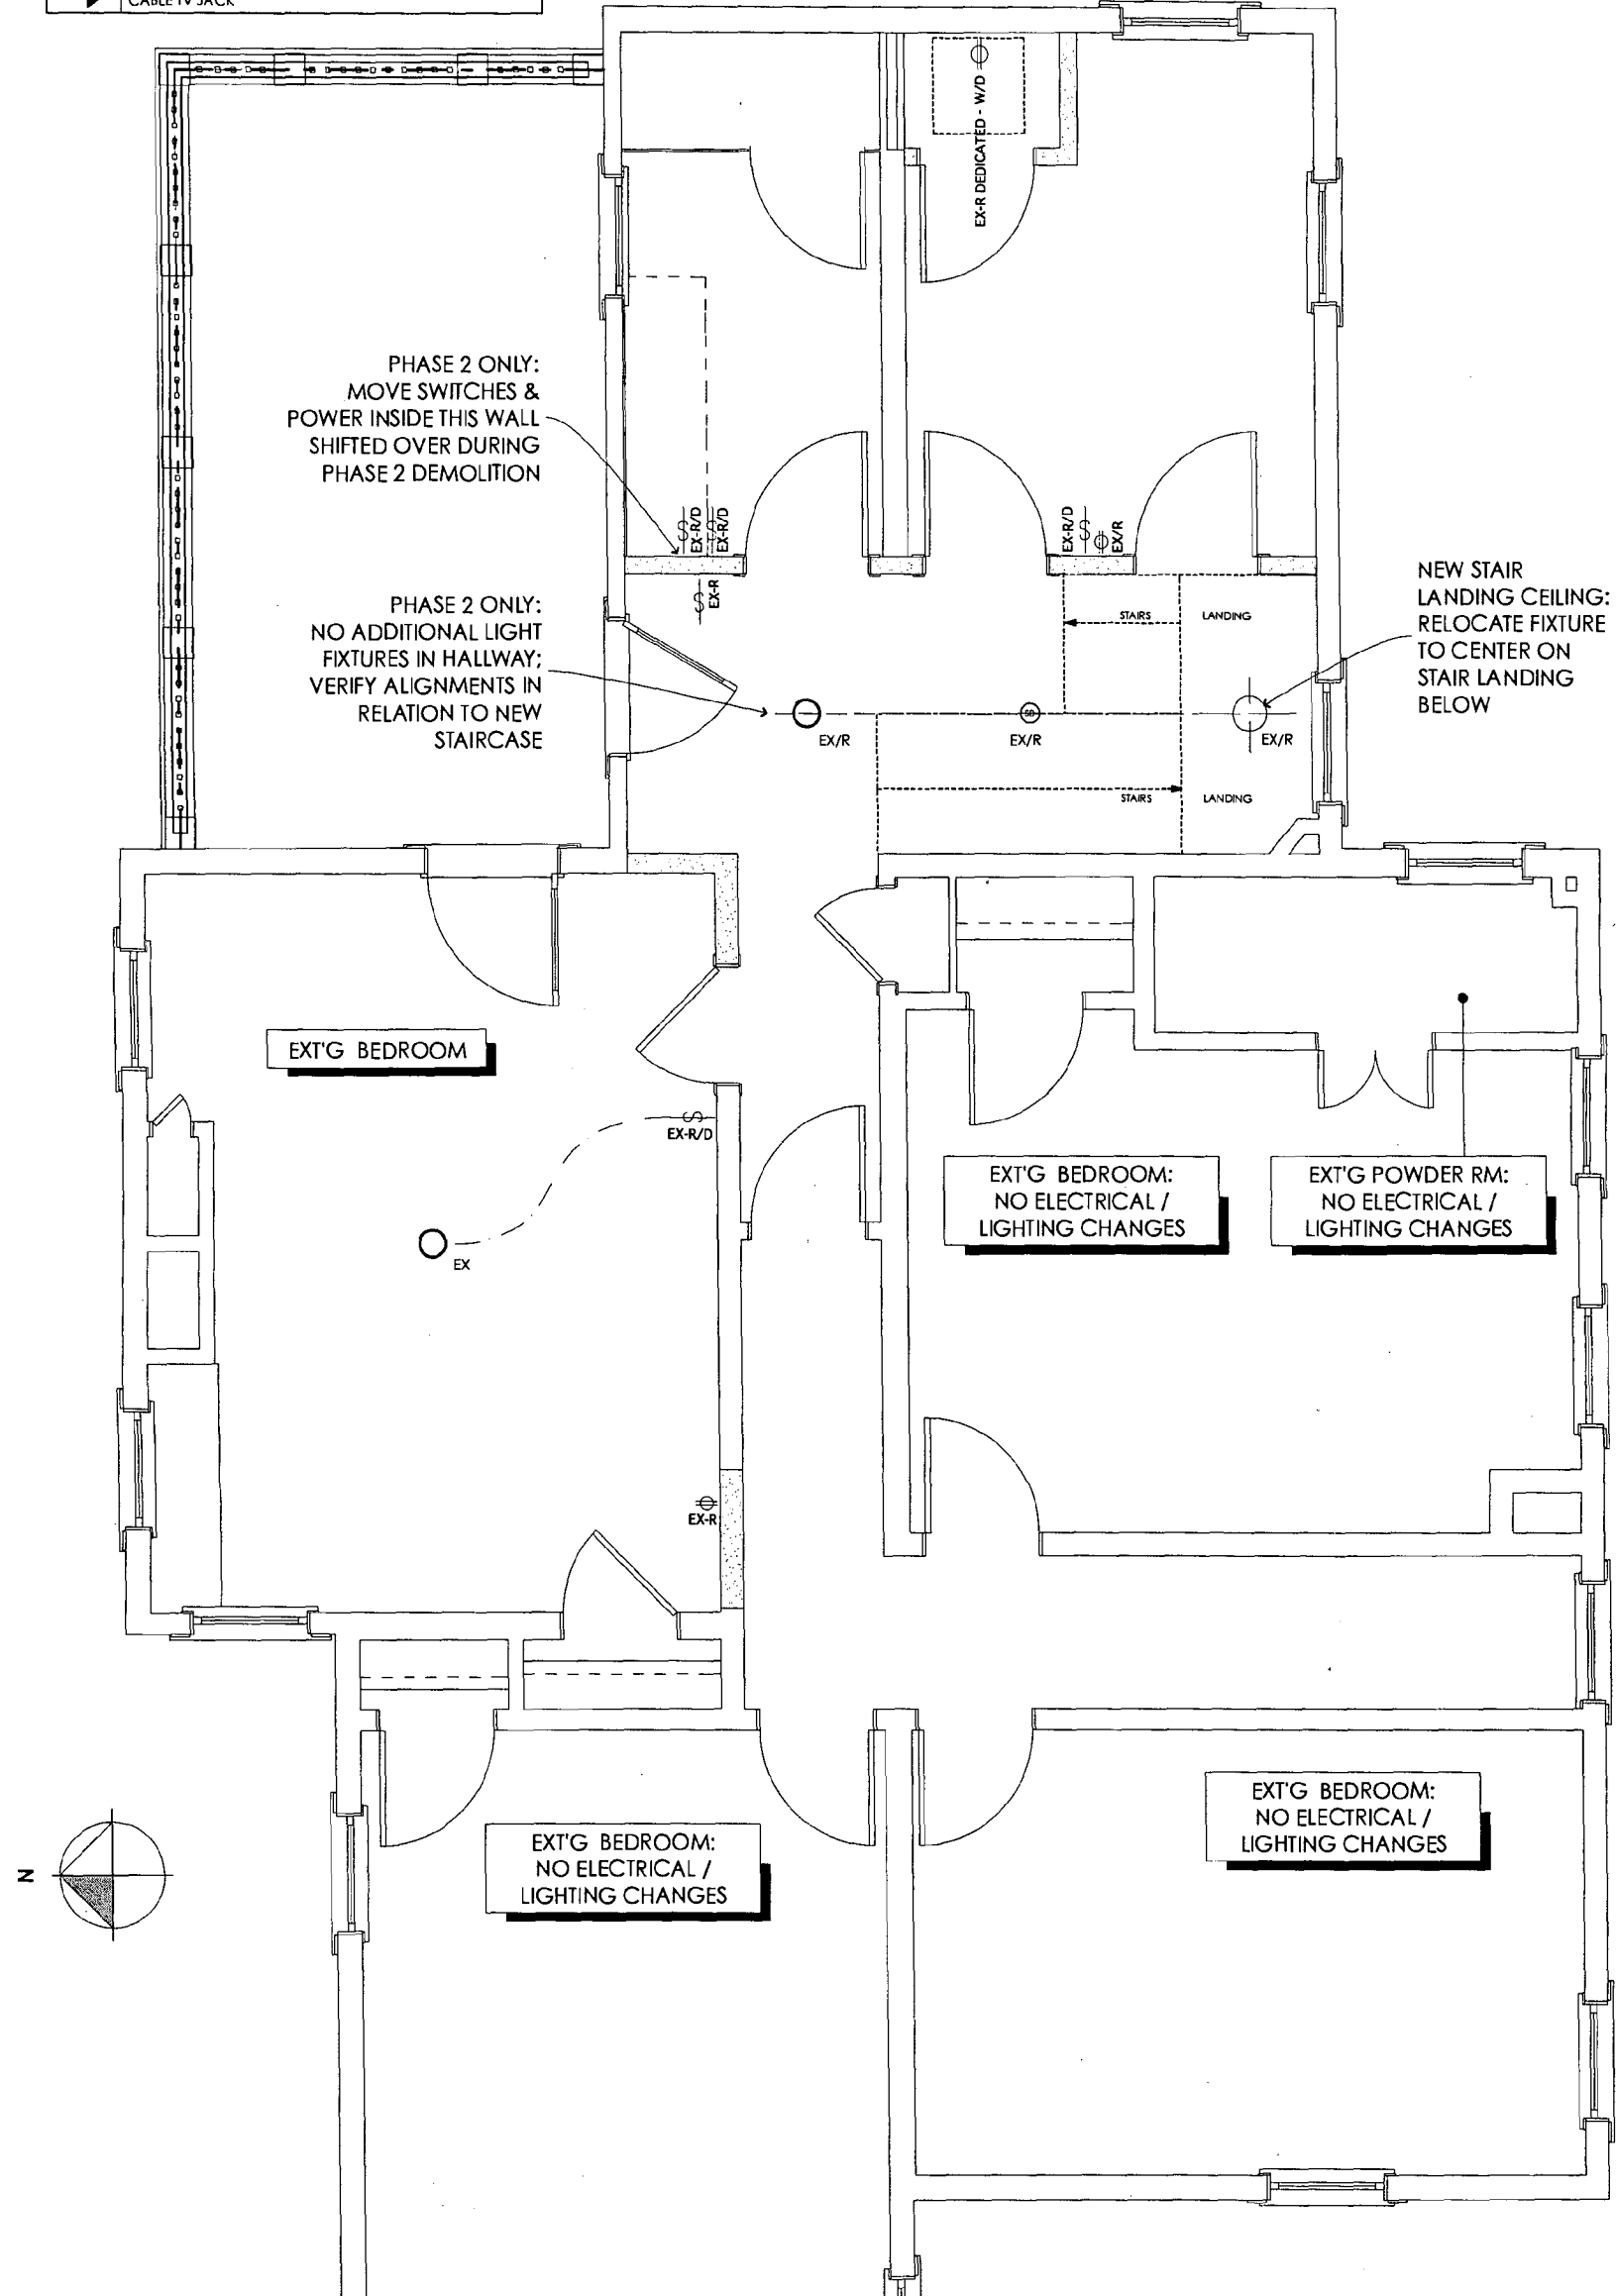 CABLE TV JACK
EX-R DEDICATED - W/D
PHASE 2 ONLY:
MOVE SWITCHES &
POWER INSIDE THIS WALL
SHIFTED OVER DURING
PHASE 2 DEMOLITION
EX-R/D
EX-R/D
EX-R/D
EX/R
EX-R
PHASE 2 ONLY:
NO ADDITIONAL LIGHT
FIXTURES IN HALLWAY;
VERIFY ALIGNMENTS IN
RELATION TO NEW
STAIRCASE
NEW STAIR
LANDING CEILING:
RELOCATE FIXTURE
TO CENTER ON
STAIR LANDING
BELOW
STAIRS
LANDING
SD
EX/R
EX/R
EX/R
STAIRS
LANDING
EXT'G BEDROOM
EX-R/D
EX
EXT'G BEDROOM:
NO ELECTRICAL /
LIGHTING CHANGES
EXT'G POWDER RM:
NO ELECTRICAL /
LIGHTING CHANGES
EX-R
EXT'G BEDROOM:
NO ELECTRICAL /
LIGHTING CHANGES
EXT'G BEDROOM:
NO ELECTRICAL /
LIGHTING CHANGES
N